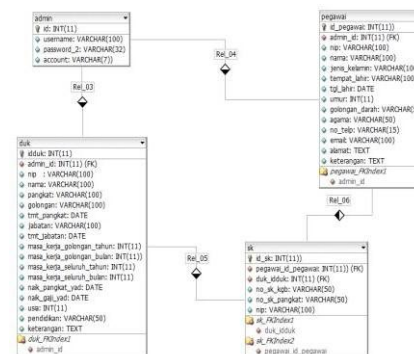 admin
id: INT(11)
username: VARCHAR(100)
password_2: VARCHAR(32)
account: VARCHAR(7))
Rel_04
Rel_03
pegawai
id_pegawai: INT(11))
admin_id: INT(11) (FK)
nip: VARCHAR(100)
nama: VARCHAR(100)
jenis_kelamin: VARCHAR(100
tempat_lahir: VARCHAR(100
tgl_lahir: DATE
umur: INT(11)
golongan_darah: VARCHAR(
agama: VARCHAR(50)
no_telp: VARCHAR(15)
email: VARCHAR(100)
alamat: TEXT
keterangan: TEXT
pegawai_FKIndex1
admin_id
duk
idduk: INT(11)
admin_id: INT(11) (FK)
nip : VARCHAR(100)
nama: VARCHAR(100)
pangkat: VARCHAR(100)
golongan: VARCHAR(100)
tmt_pangkat: DATE
jabatan: VARCHAR(100)
tmt_jabatan: DATE
masa_kerja_golongan_tahun: INT(11)
masa_kerja_golongan_bulan: INT(11))
masa_kerja_seluruh_tahun: INT(11)
masa_kerja_seluruh_bulan: INT(11)
naik_pangkat_yad: DATE
naik_gaji_yad: DATE
usia: INT(11)
pendidikan: VARCHAR(50)
keterangan: TEXT
duk_FKIndex1
admin_id
Rel_05
Rel_06
sk
id_sk: INT(11))
pegawai_id_pegawai: INT(11)) (FK)
duk_idduk: INT(11) (FK)
no_sk_kgb: VARCHAR(50)
no_sk_pangkat: VARCHAR(50)
nip: VARCHAR(100)
sk_FKIndex1
duk_idduk
sk_FKIndex2
pegawai_id_pegawai